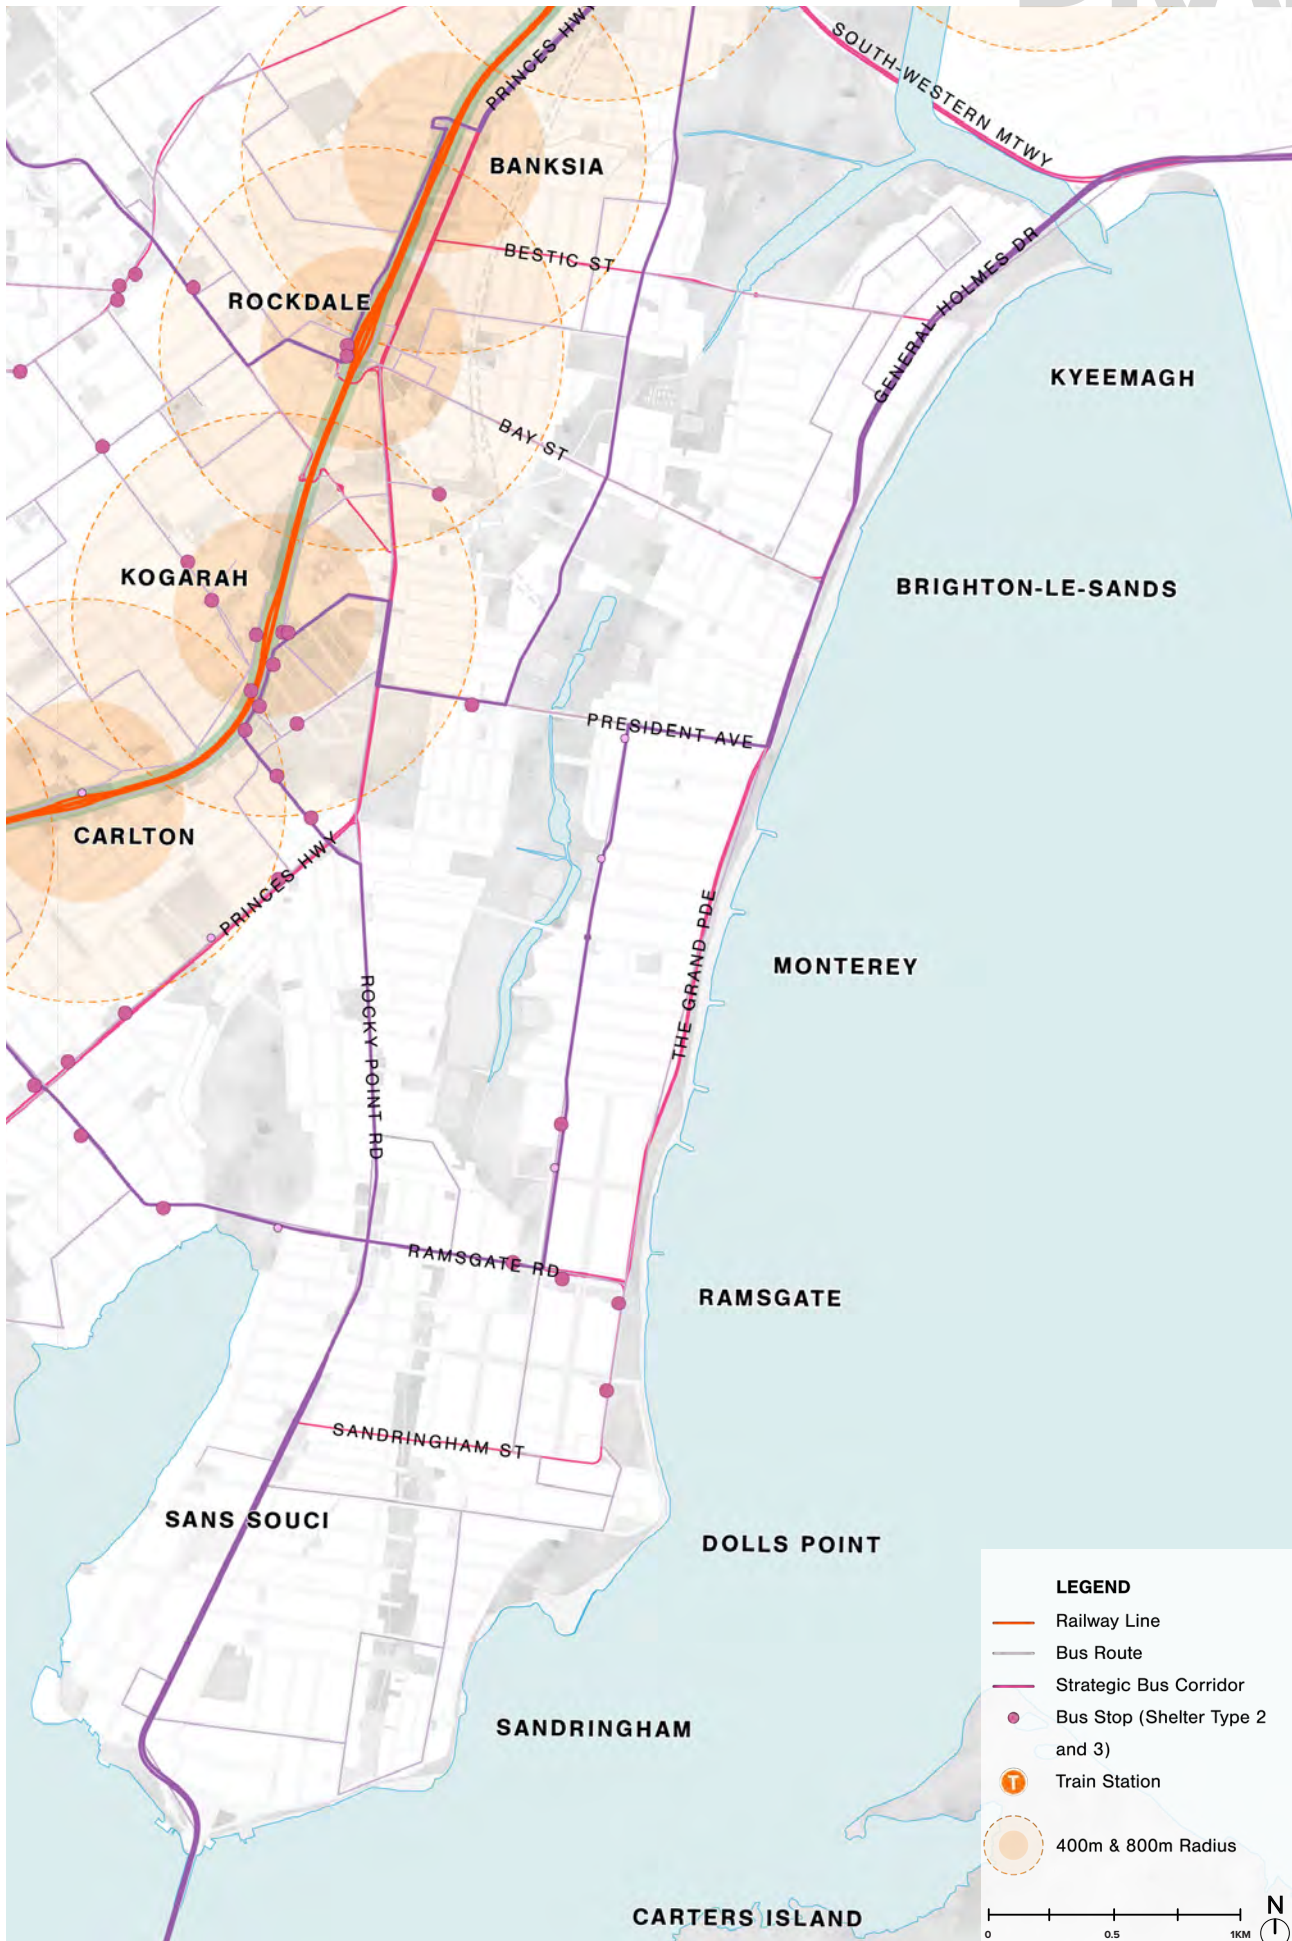 PRINCES HWY
SOUTH-WESTERN MTWY
BANKSIA
BESTIC ST
GENERAL HOLMES DR
ROCKDALE
KYEEMAGH
BAY ST
KOGARAH
BRIGHTON-LE-SANDS
PRESIDENT AVE
CARLTON
PRINCES HWY
THE GRAND PDE
MONTEREY
ROCKY POINT RD
RAMSGATE RD
RAMSGATE
SANDRINGHAM ST
SANS SOUCI
DOLLS POINT
LEGEND
Railway Line
Bus Route
Strategic Bus Corridor
Bus Stop (Shelter Type 2
and 3)
T
Train Station
400m & 800m Radius
SANDRINGHAM
CARTERS ISLAND
N
0 0.5 1KM